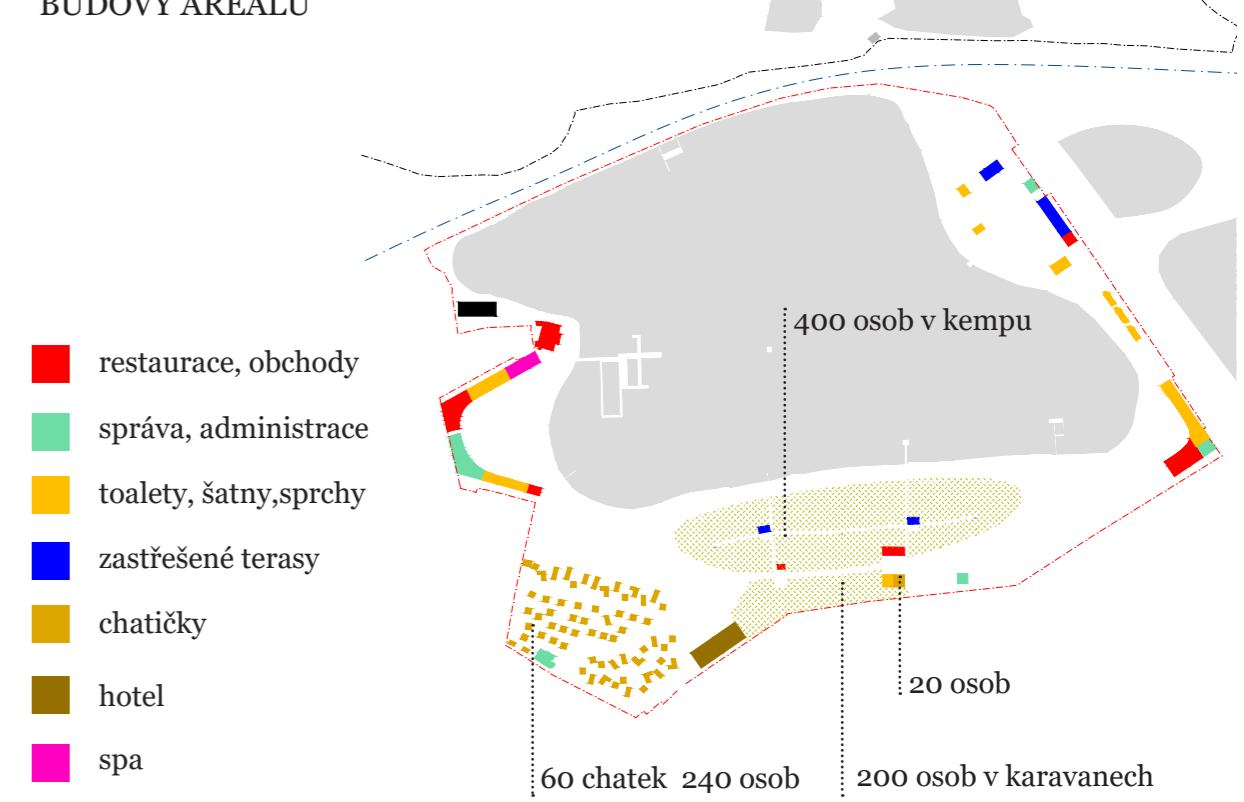 BUDOVY AREÁLU
400 osob v kempu
restaurace, obchody
správa, administrace
toalety, šatny,sprchy
zastřešené terasy
chatičky
hotel
spa
20 osob
60 chatek 240 osob
200 osob v karavanech